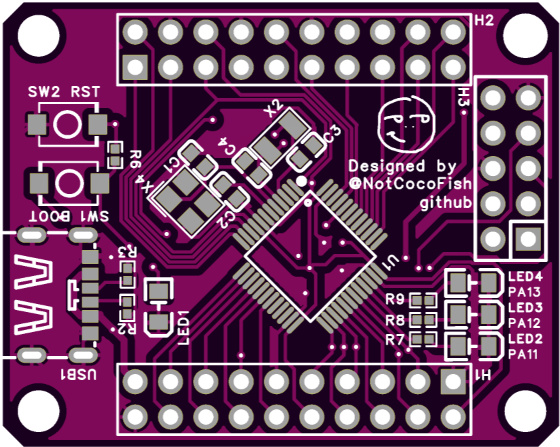 H2
SW2 RST
H3
X2
C3
C4
R6
C1
X4
C2
Designed by
@NotCocoFish
github
SW1 BOOT
U1
R3
R2
LED1
USB1
R9
R8
R7
LED4
PA13
LED3
PA12
LED2
PA11
H1